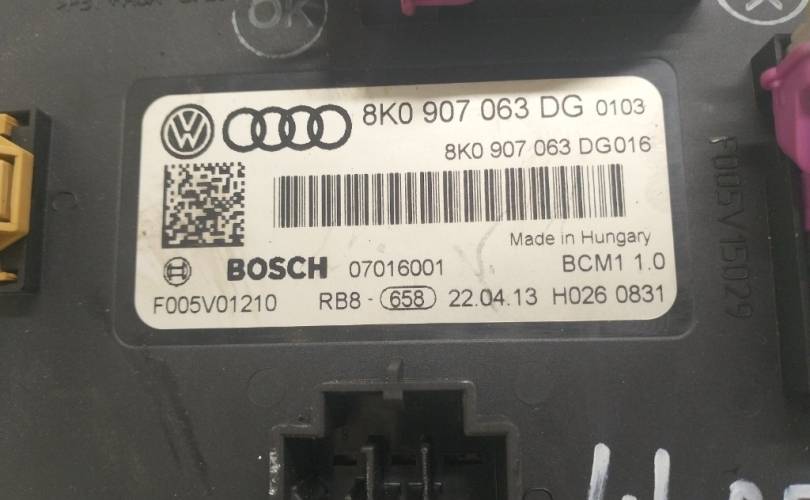 OK
8K0 907 063 DG 0103
8K0 907 063 DG016
Made in Hungary
BOSCH 07016001 BCM1 1.0
F005V01210 RB8 - 658 22.04.13 H026 0831
F005V15029